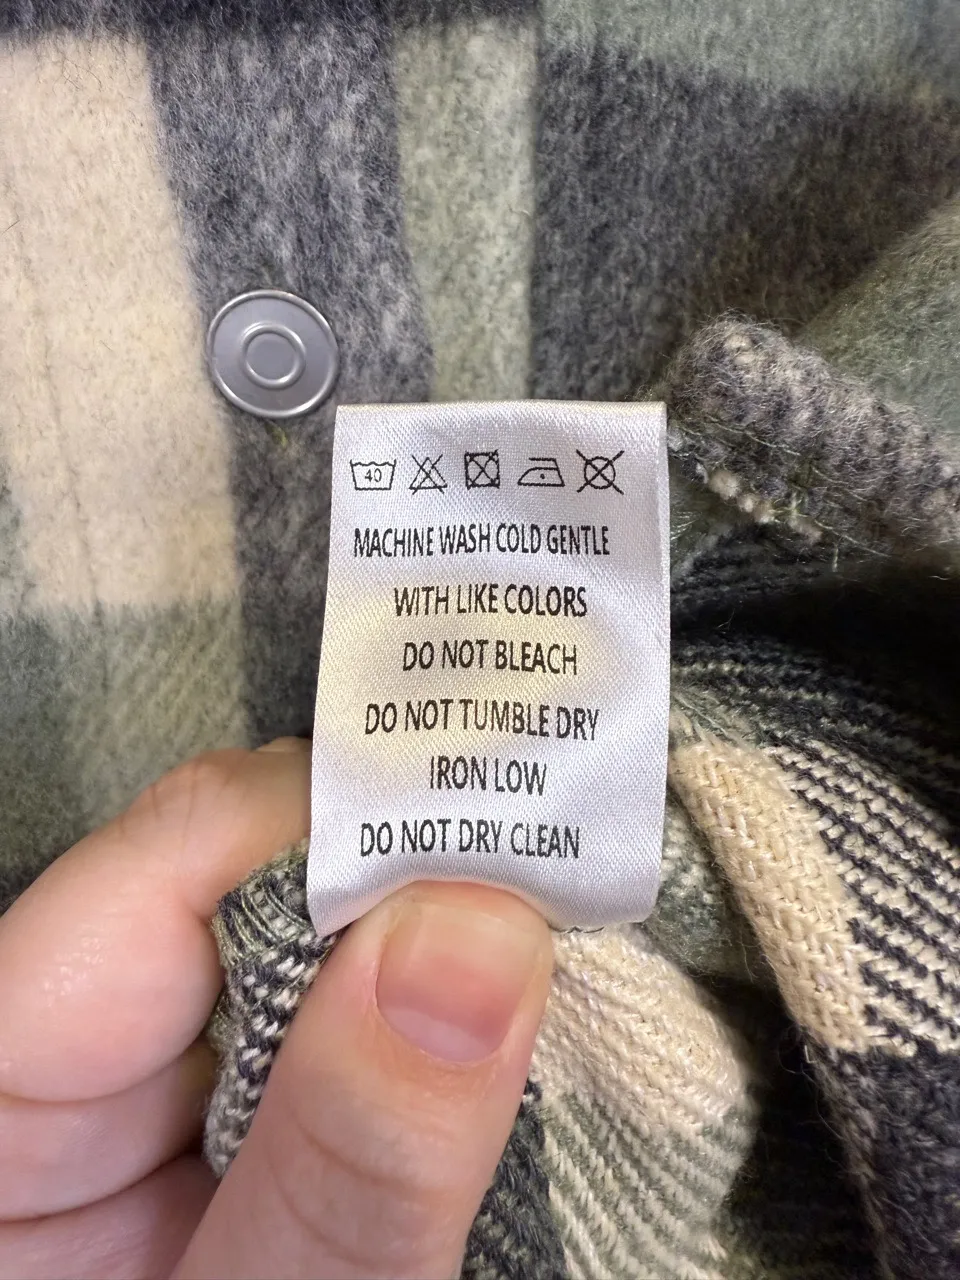 40
MACHINE WASH COLD GENTLE
WITH LIKE COLORS
DO NOT BLEACH
DO NOT TUMBLE DRY
IRON LOW
DO NOT DRY CLEAN